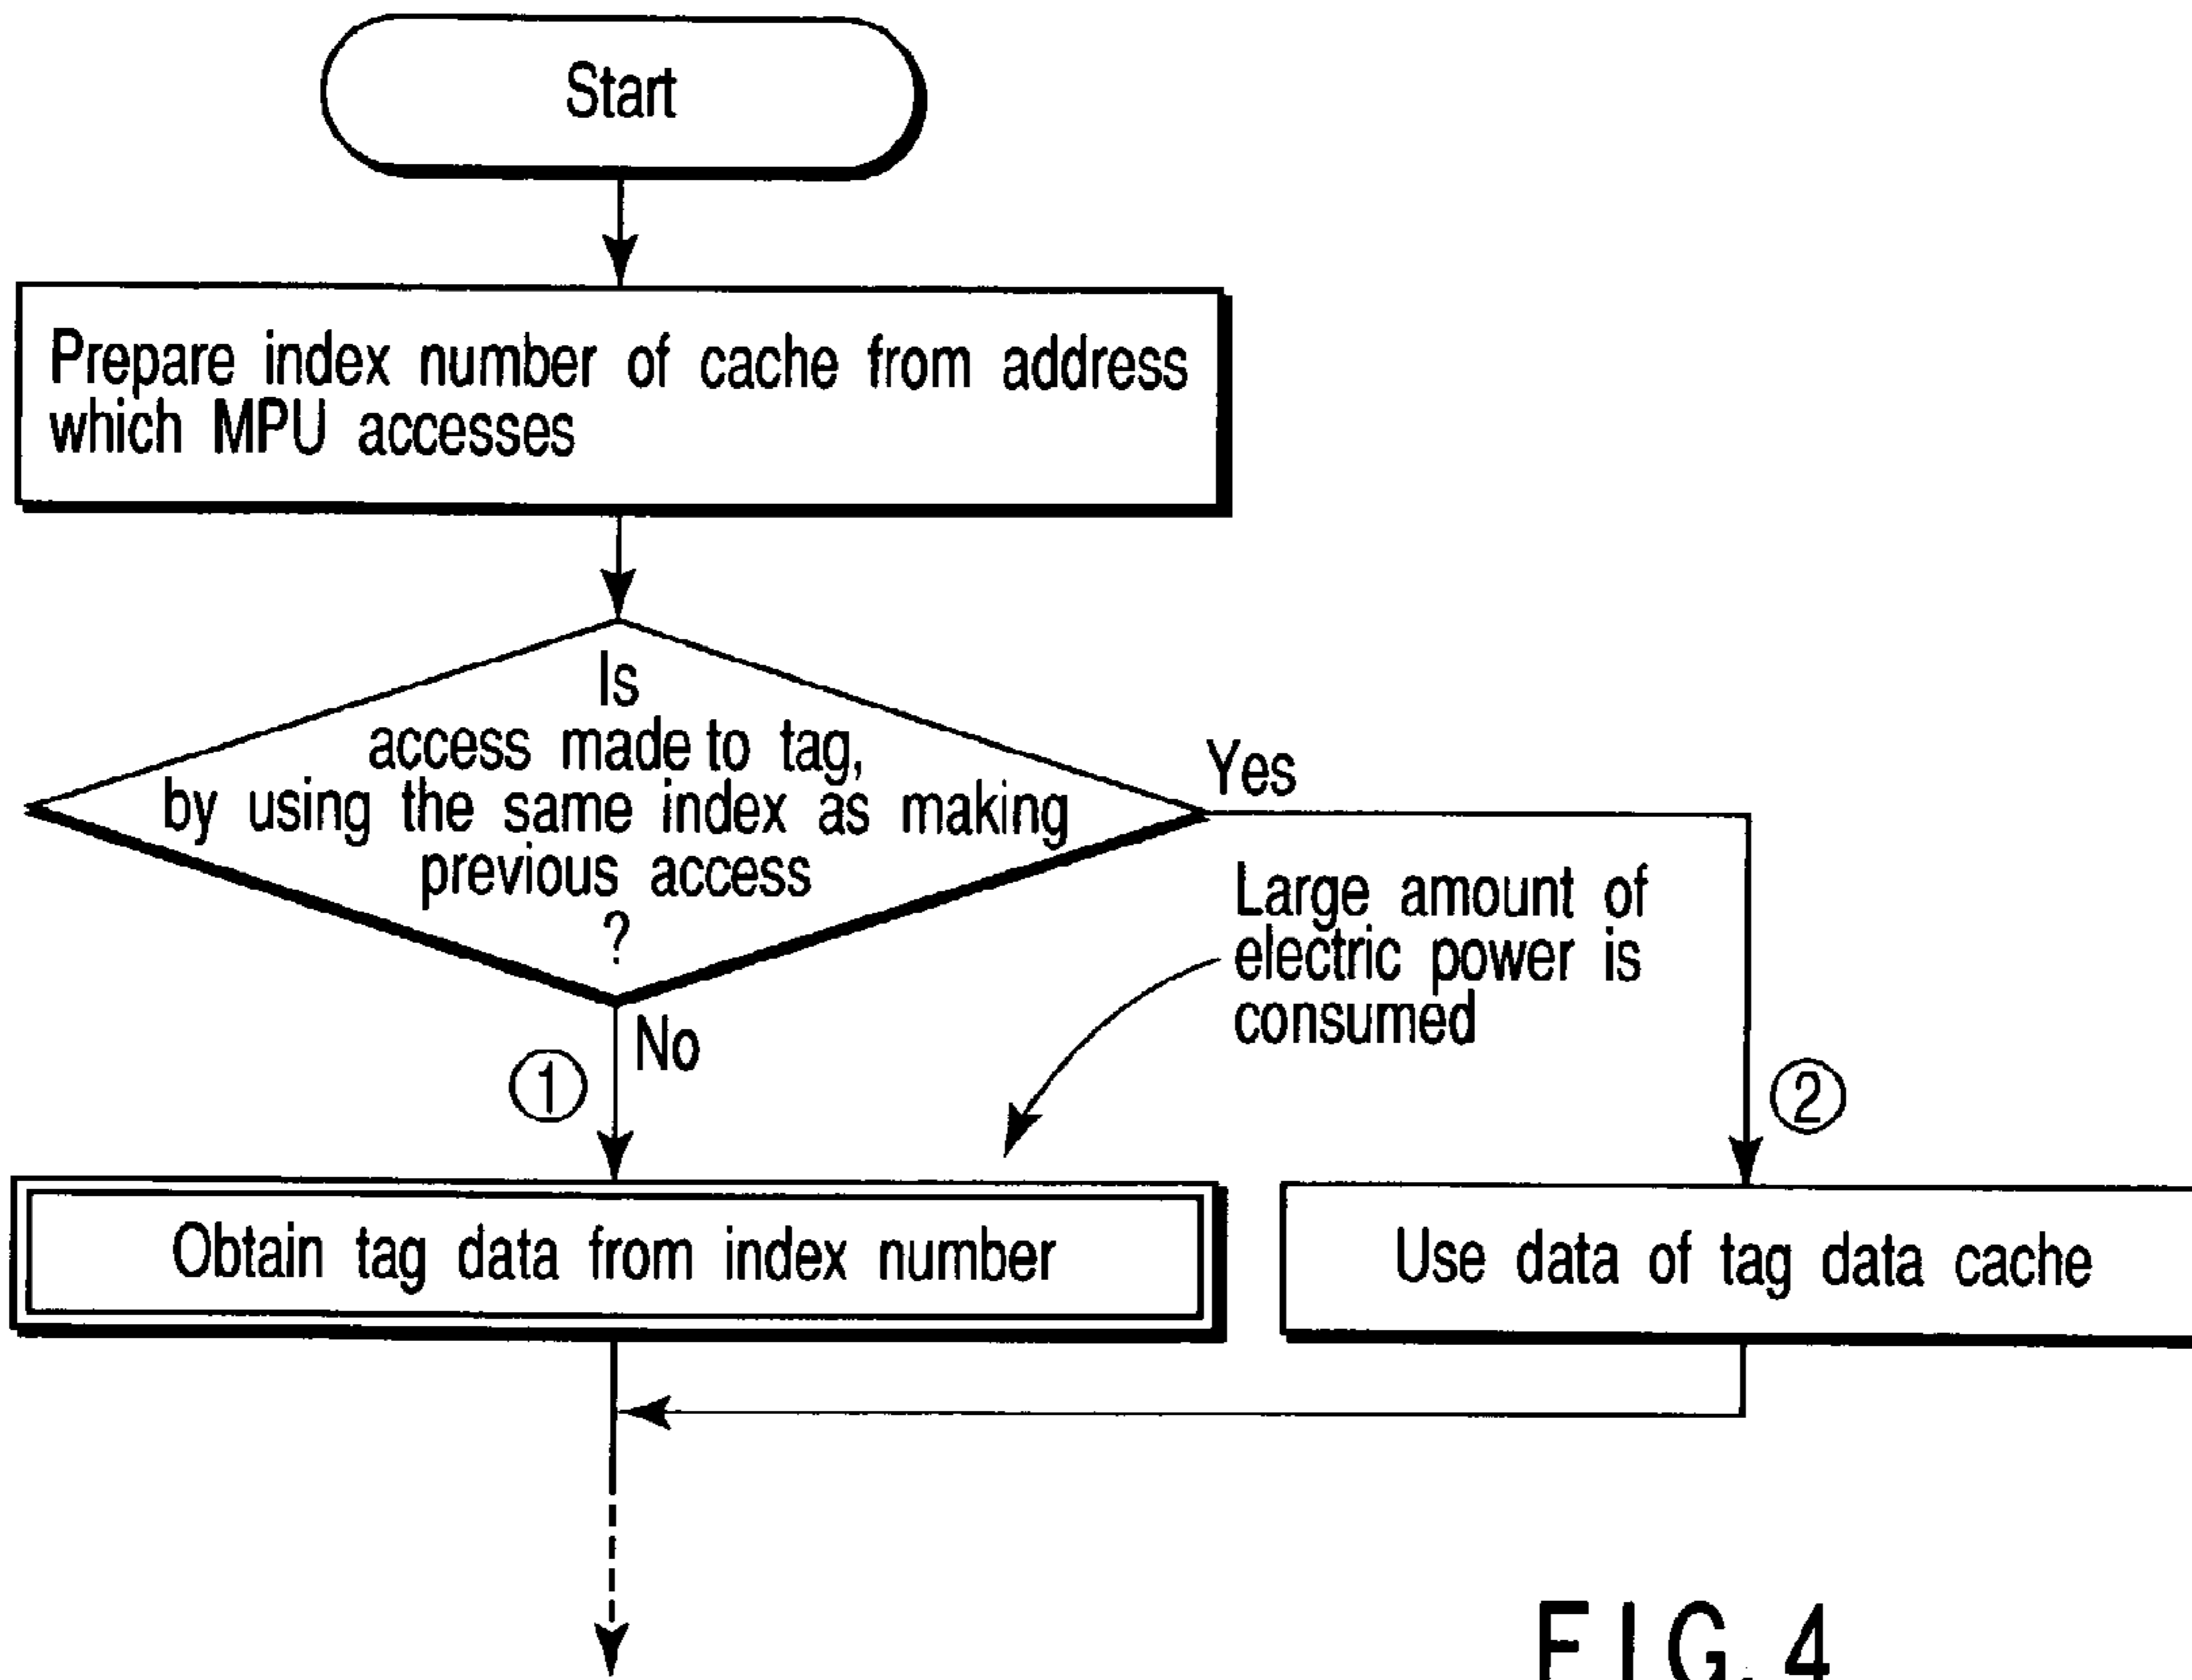 Start
Prepare index number of cache from address
which MPU accesses
Is
access made to tag,
by using the same index as making
previous access
?
Yes
Large amount of
electric power is
consumed
No
①
②
Obtain tag data from index number
Use data of tag data cache
FIG. 4